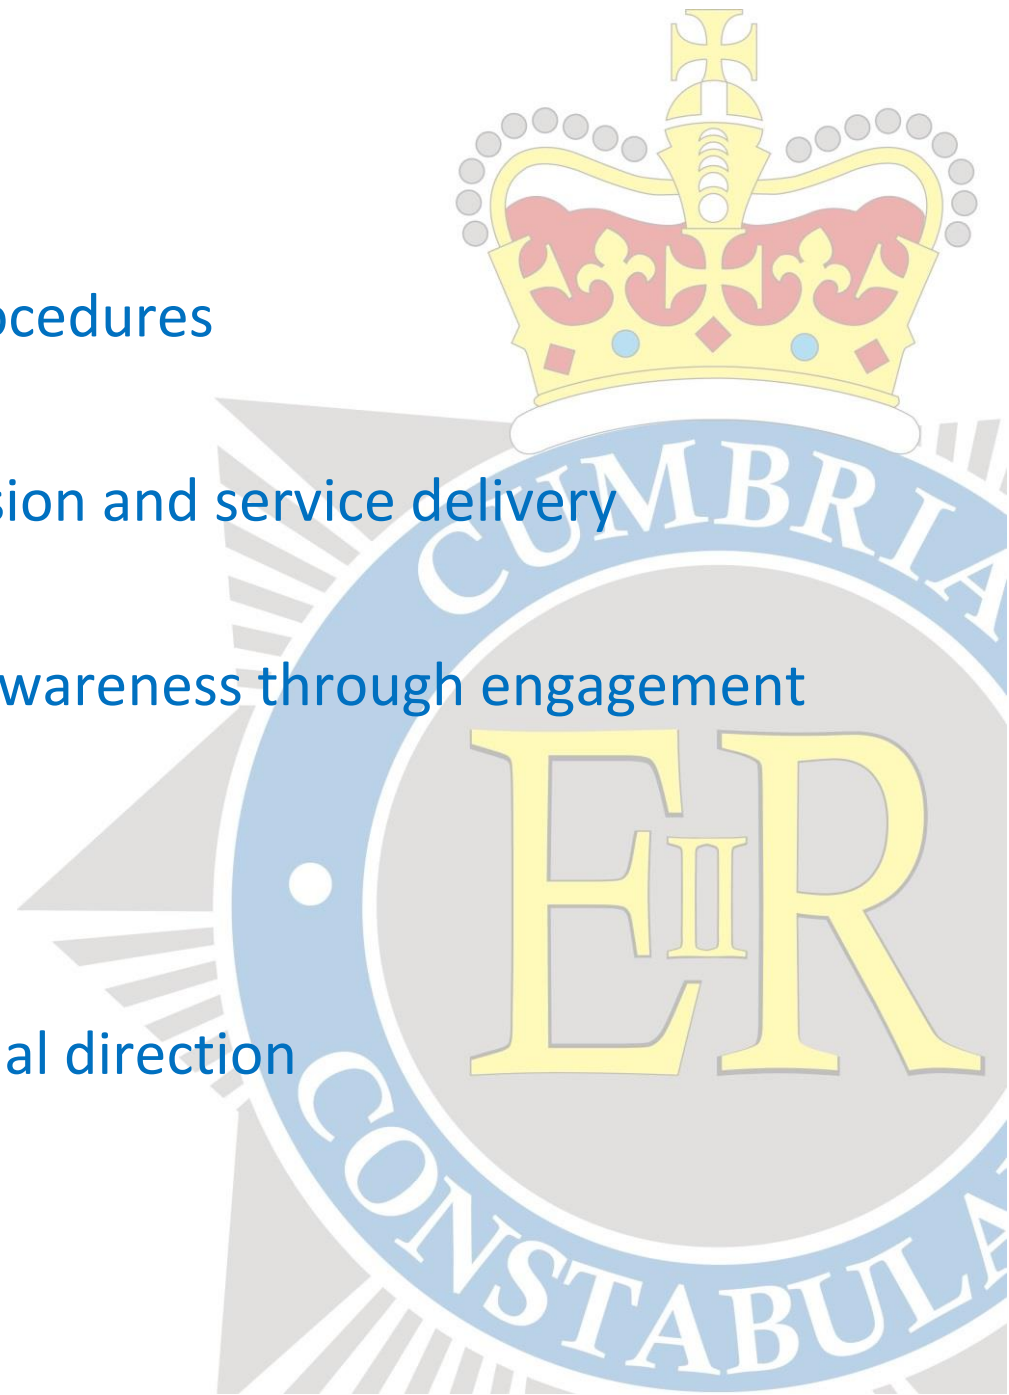 ocedures
CUMBRIA
sion and service delivery
wareness through engagement
EIIR
al direction
CONSTABULA